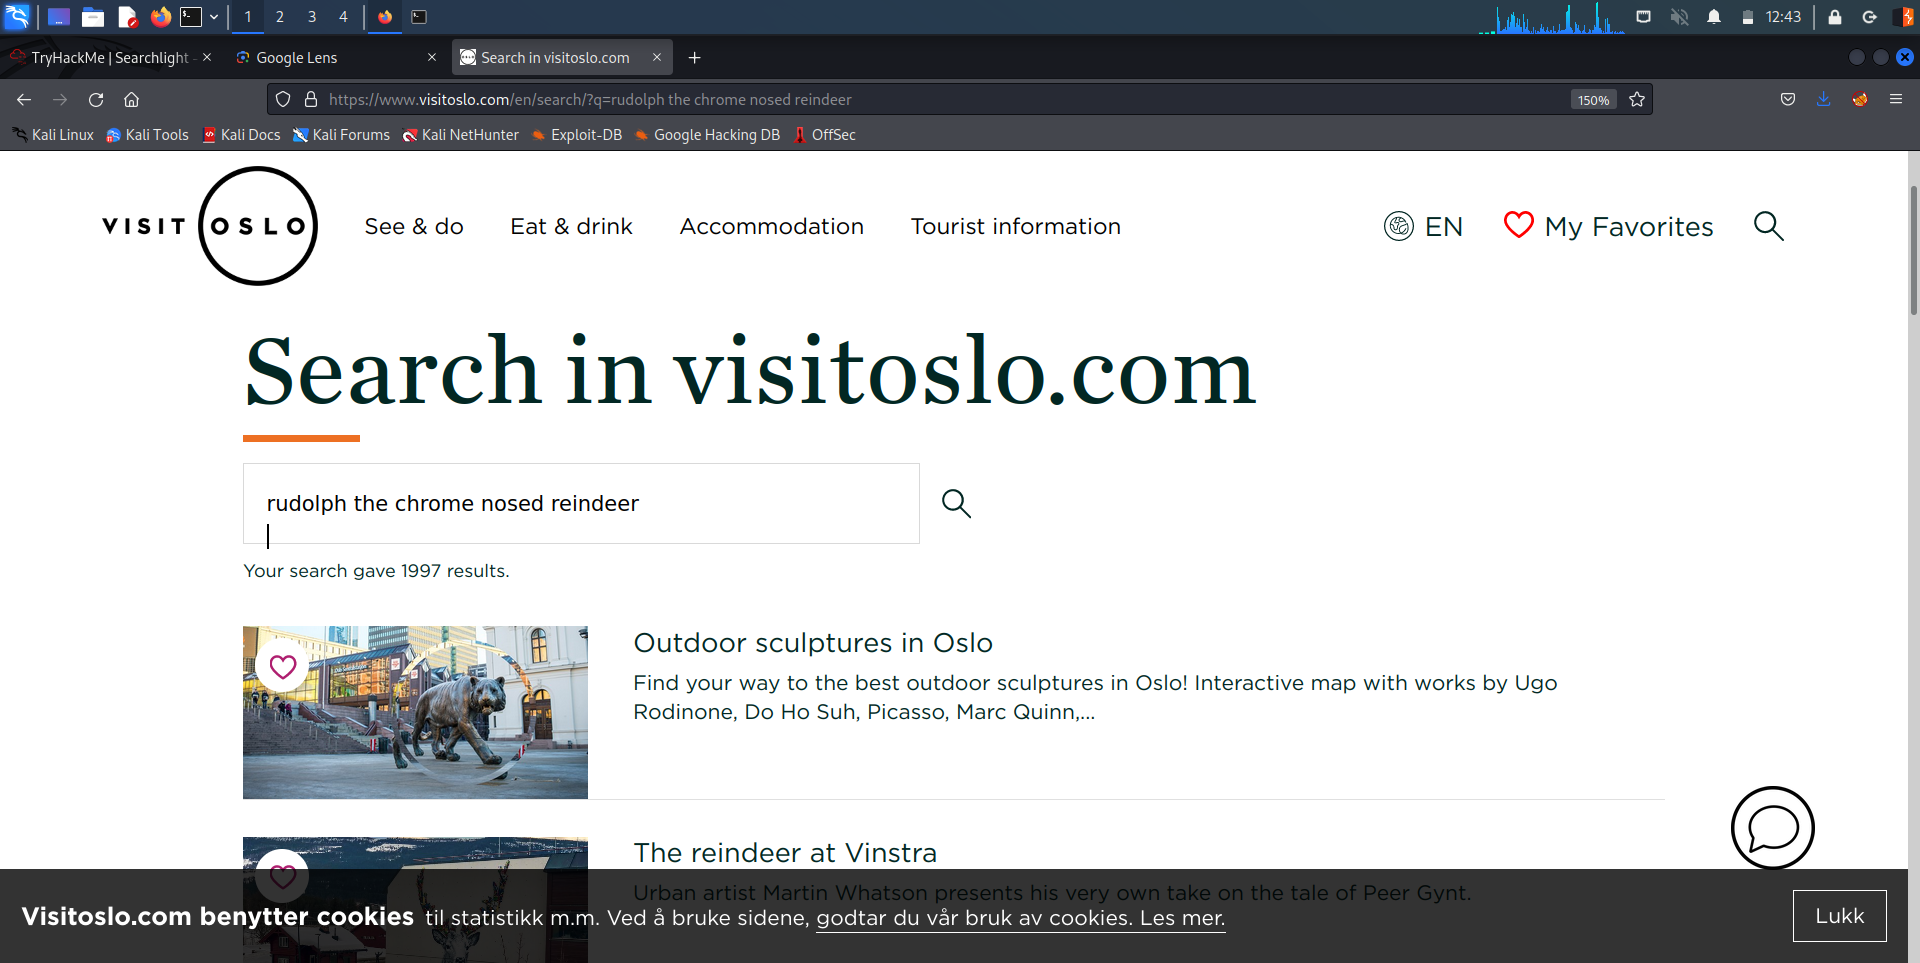 1 2 3 4 12:43
TryHackMe | Searchlight - Google Lens Search in visitoslo.com
https://www.visitoslo.com/en/search/?q=rudolph the chrome nosed reindeer 150%
Kali Linux Kali Tools Kali Docs Kali Forums Kali NetHunter Exploit-DB Google Hacking DB OffSec
VISIT OSLO See & do Eat & drink Accommodation Tourist information EN My Favorites
Search in visitoslo.com
rudolph the chrome nosed reindeer
Your search gave 1997 results.
Outdoor sculptures in Oslo
Find your way to the best outdoor sculptures in Oslo! Interactive map with works by Ugo
Rodinone, Do Ho Suh, Picasso, Marc Quinn,...
The reindeer at Vinstra
Urban artist Martin Whatson presents his very own take on the tale of Peer Gynt.
Visitoslo.com benytter cookies til statistikk m.m. Ved å bruke sidene, godtar du vår bruk av cookies. Les mer. Lukk